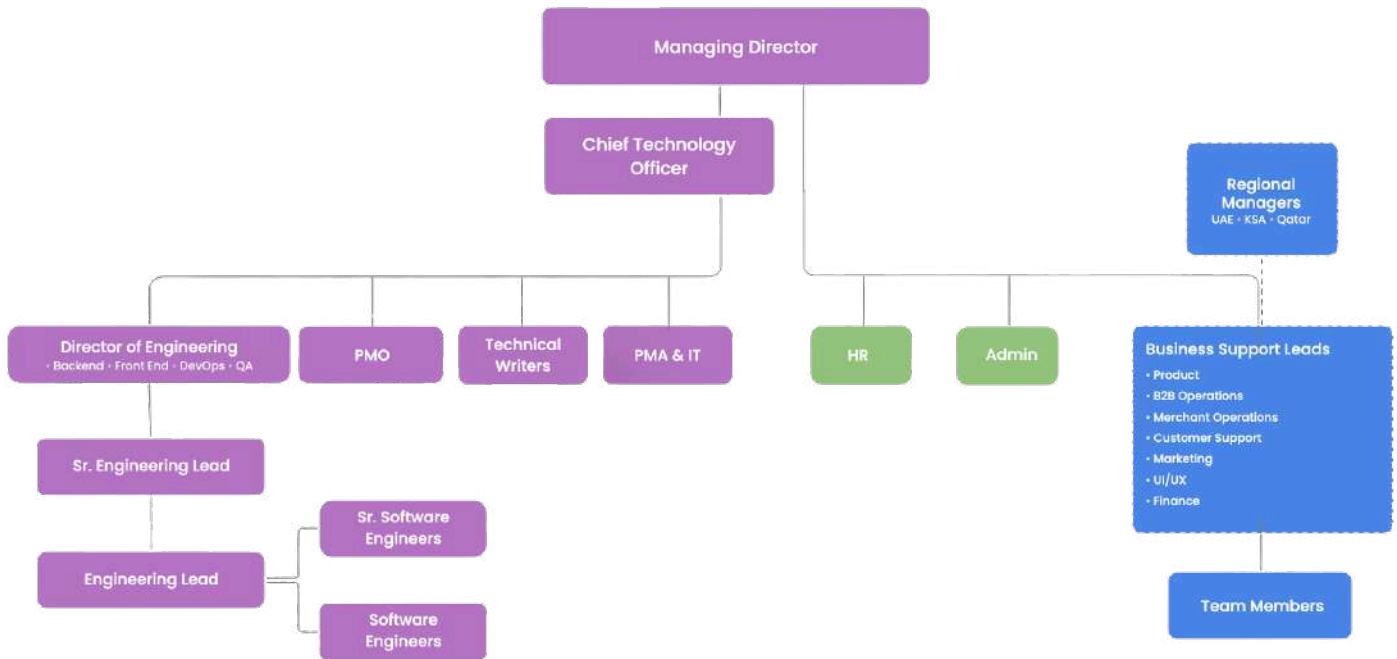 Managing Director
Chief Technology
Officer
Regional
Managers
UAE • KSA • Qatar
Director of Engineering
• Backend • Front End • DevOps • QA
PMO
Technical
Writers
PMA & IT
HR
Admin
Business Support Leads
• Product
• B2B Operations
• Merchant Operations
• Customer Support
• Marketing
• UI/UX
• Finance
Sr. Engineering Lead
Sr. Software
Engineers
Engineering Lead
Software
Engineers
Team Members